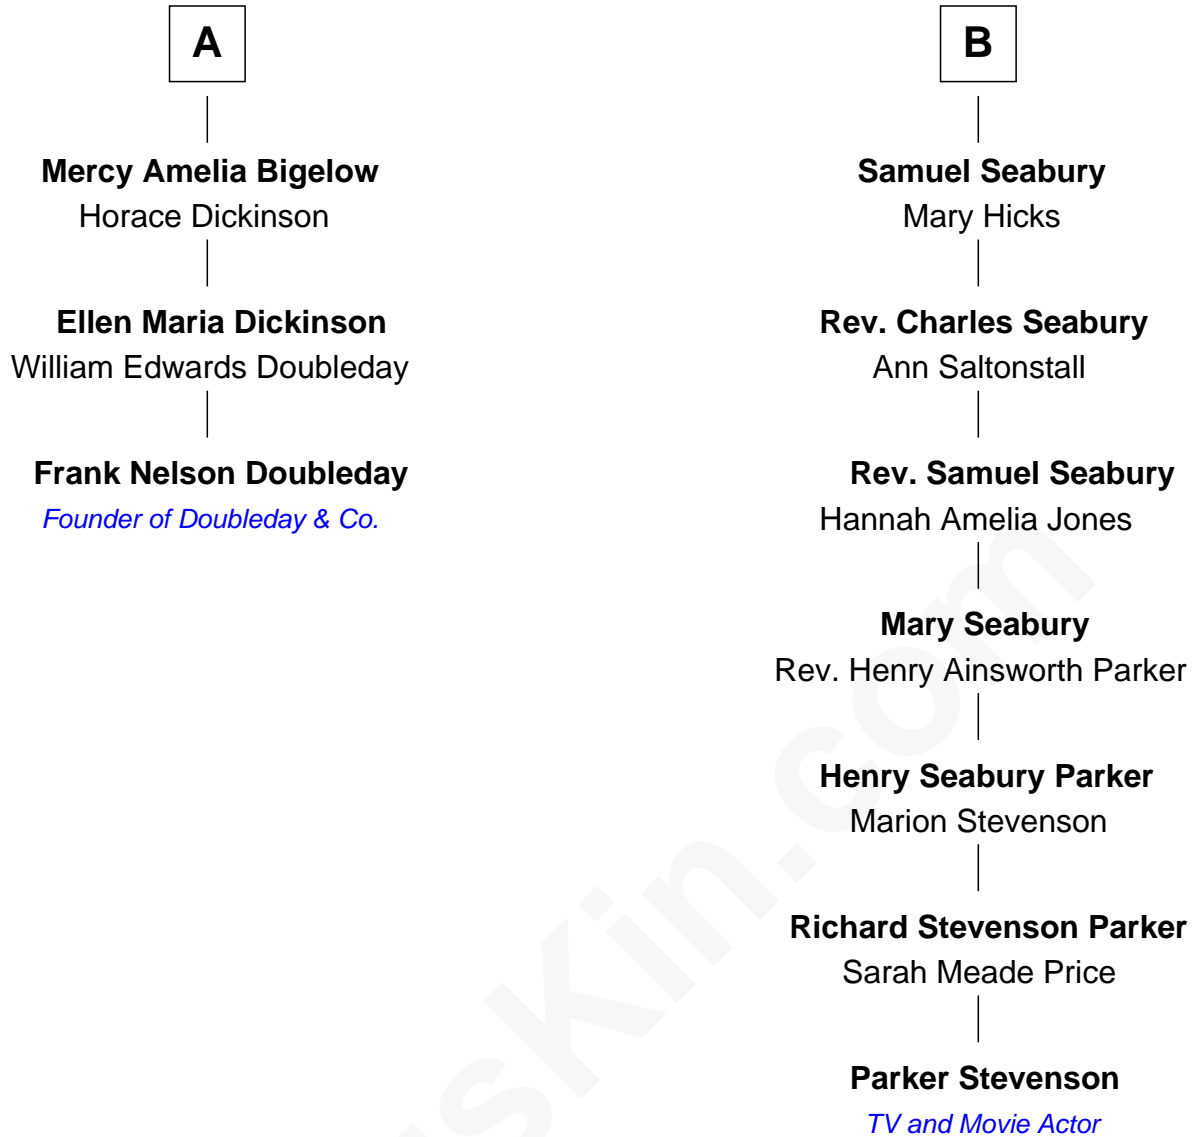 A
Mercy Amelia Bigelow
Horace Dickinson
Ellen Maria Dickinson
William Edwards Doubleday
Frank Nelson Doubleday
Founder of Doubleday & Co.
B
Samuel Seabury
Mary Hicks
Rev. Charles Seabury
Ann Saltonstall
Rev. Samuel Seabury
Hannah Amelia Jones
Mary Seabury
Rev. Henry Ainsworth Parker
Henry Seabury Parker
Marion Stevenson
Richard Stevenson Parker
Sarah Meade Price
Parker Stevenson
TV and Movie Actor
sKin.com